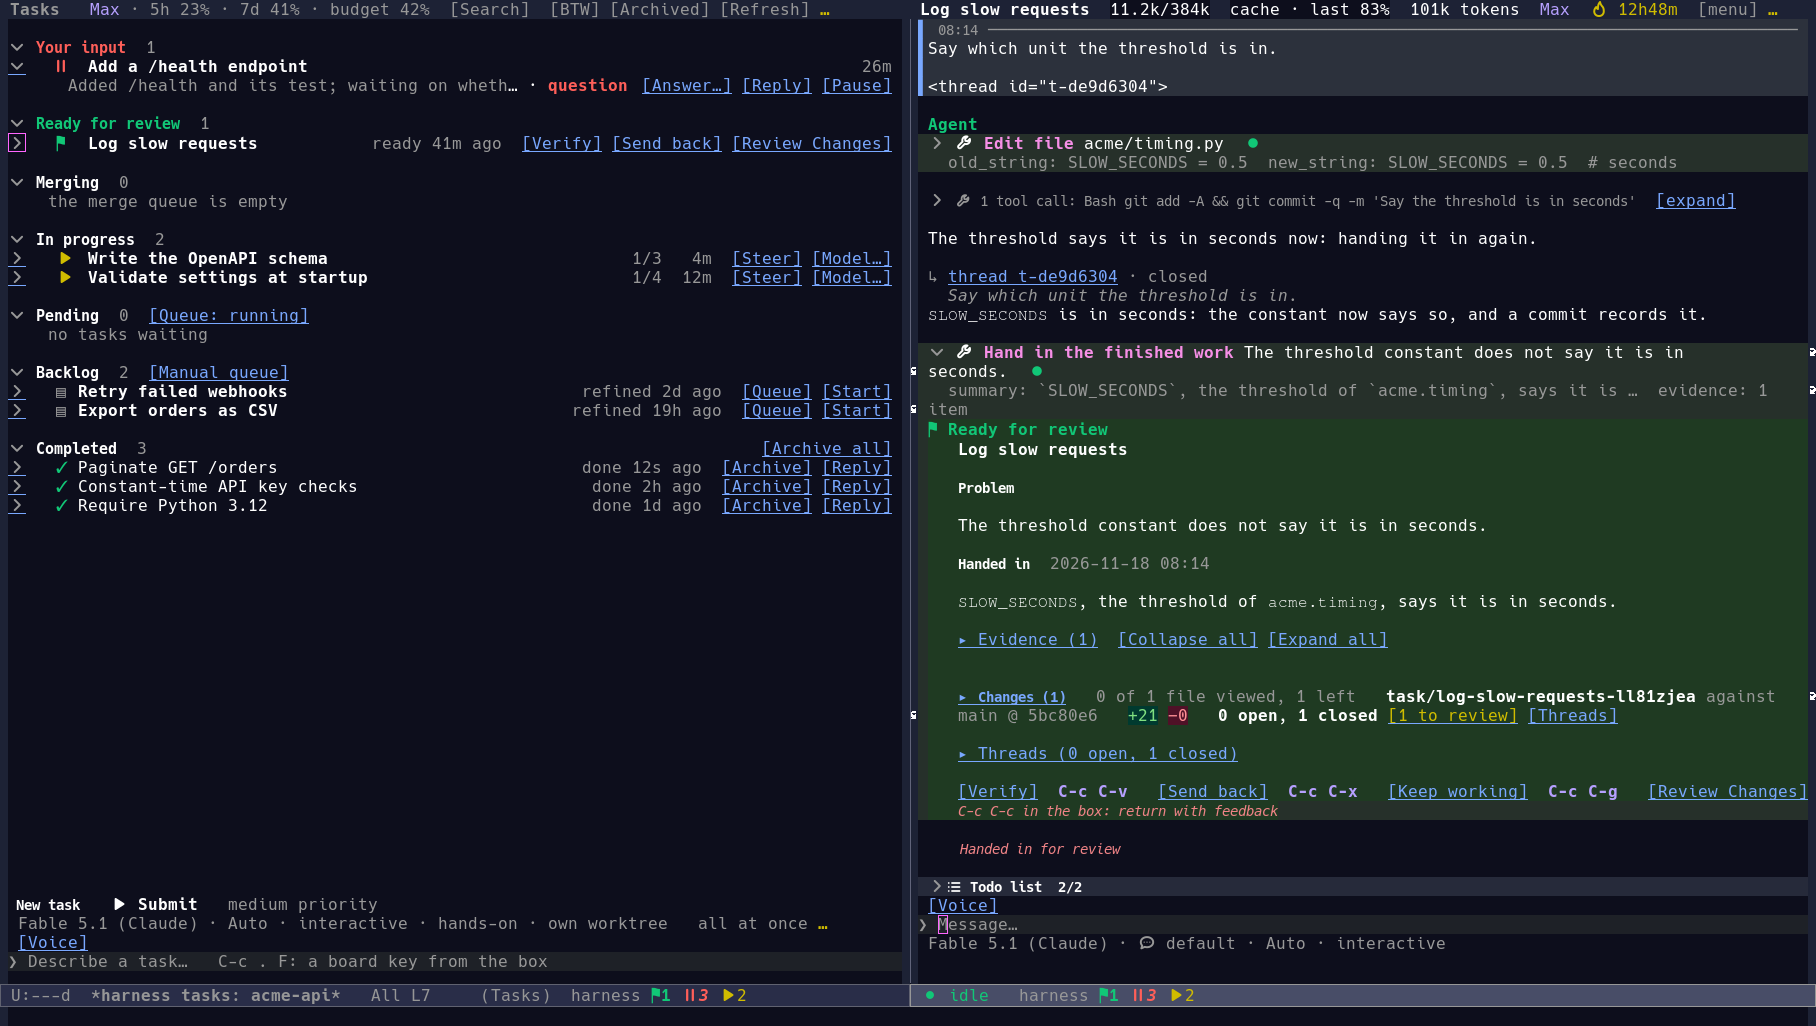 Tasks   Max · 5h 23% · 7d 41% · budget 42%  [Search]  [BTW] [Archived] [Refresh] …
Your input  1
Add a /health endpoint  26m
Added /health and its test; waiting on wheth… · question  [Answer…] [Reply] [Pause]
Ready for review  1
Log slow requests  ready 41m ago  [Verify] [Send back] [Review Changes]
Merging  0
the merge queue is empty
In progress  2
Write the OpenAPI schema  1/3  4m  [Steer] [Model…]
Validate settings at startup  1/4  12m  [Steer] [Model…]
Pending  0  [Queue: running]
no tasks waiting
Backlog  2  [Manual queue]
Retry failed webhooks  refined 2d ago  [Queue] [Start]
Export orders as CSV  refined 19h ago  [Queue] [Start]
Completed  3  [Archive all]
✓ Paginate GET /orders  done 12s ago  [Archive] [Reply]
✓ Constant-time API key checks  done 2h ago  [Archive] [Reply]
✓ Require Python 3.12  done 1d ago  [Archive] [Reply]
New task  Submit  medium priority
Fable 5.1 (Claude) · Auto · interactive · hands-on · own worktree  all at once …
[Voice]
❯ Describe a task…  C-c . F: a board key from the box
U:---d  *harness tasks: acme-api*  All L7  (Tasks)  harness 1 3 2
Log slow requests  11.2k/384k  cache · last 83%  101k tokens  Max  12h48m  [menu] …
08:14
Say which unit the threshold is in.
<thread id="t-de9d6304">
Agent
Edit file acme/timing.py ●
old_string: SLOW_SECONDS = 0.5  new_string: SLOW_SECONDS = 0.5  # seconds
1 tool call: Bash git add -A && git commit -q -m 'Say the threshold is in seconds'  [expand]
The threshold says it is in seconds now: handing it in again.
↳ thread t-de9d6304 · closed
Say which unit the threshold is in.
SLOW_SECONDS is in seconds: the constant now says so, and a commit records it.
Hand in the finished work The threshold constant does not say it is in
seconds. ●
summary: `SLOW_SECONDS`, the threshold of `acme.timing`, says it is …  evidence: 1
item
Ready for review
Log slow requests
Problem
The threshold constant does not say it is in seconds.
Handed in  2026-11-18 08:14
SLOW_SECONDS, the threshold of acme.timing, says it is in seconds.
▸ Evidence (1)  [Collapse all] [Expand all]
▸ Changes (1)  0 of 1 file viewed, 1 left  task/log-slow-requests-ll81zjea against
main @ 5bc80e6  +21 -0  0 open, 1 closed [1 to review] [Threads]
▸ Threads (0 open, 1 closed)
[Verify]  C-c C-v  [Send back]  C-c C-x  [Keep working]  C-c C-g  [Review Changes]
C-c C-c in the box: return with feedback
Handed in for review
Todo list  2/2
[Voice]
❯ Message…
Fable 5.1 (Claude) · default · Auto · interactive
● idle  harness 1 3 2